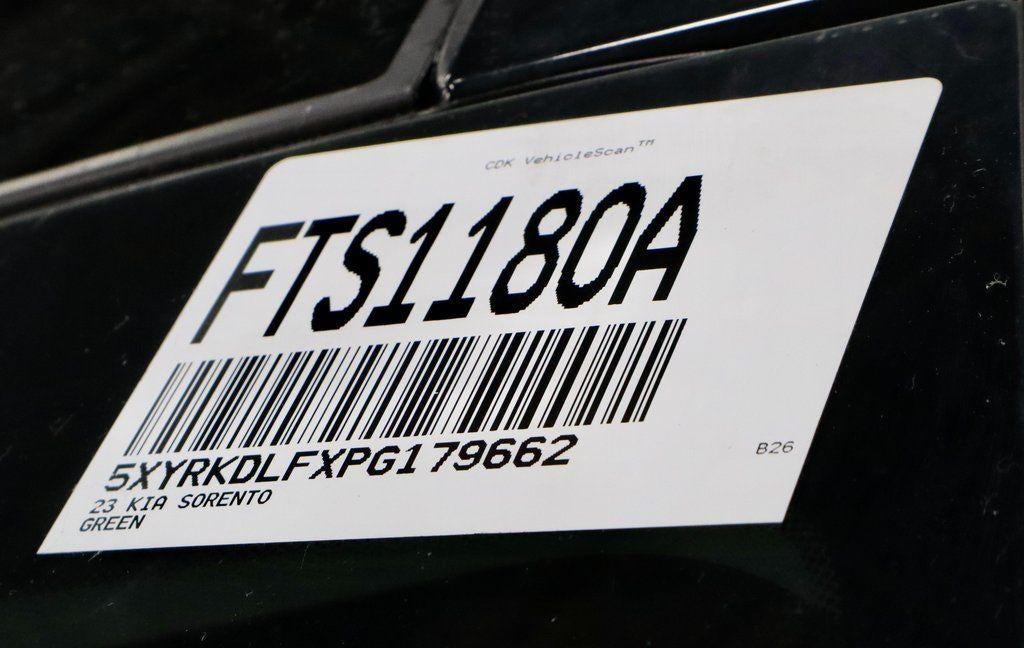 CDK VehicleScan™
FTS1180A
5XYRKDLFXPG179662
23 KIA SORENTO
GREEN
B26